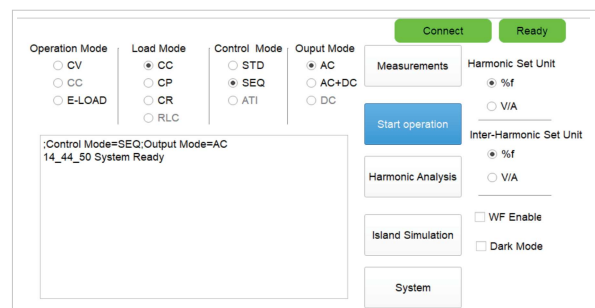 Connect
Ready
Operation Mode
CV
CC
E-LOAD
Load Mode
CC
CP
CR
RLC
Control Mode
STD
SEQ
ATI
Ouput Mode
AC
AC+DC
DC
;Control Mode=SEQ;Output Mode=AC
14_44_50 System Ready
Measurements
Start operation
Harmonic Analysis
Island Simulation
System
Harmonic Set Unit
%f
V/A
Inter-Harmonic Set Unit
%f
V/A
WF Enable
Dark Mode